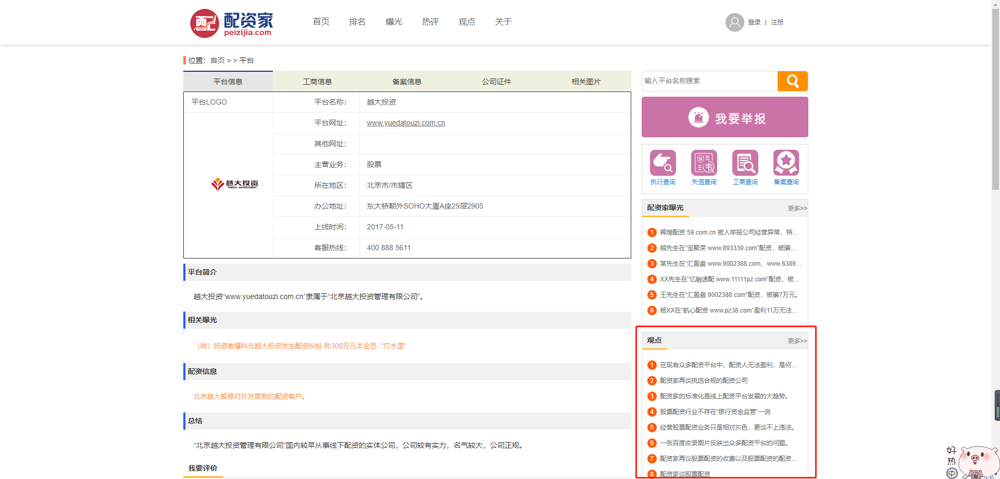 配资家
peizijia.com
首页 排名 曝光 热评 观点 关于
登录 | 注册
位置：首页 > > 平台
平台信息 工商信息 备案信息 公司证件 相关图片
平台LOGO
越大投资
YUEDA INVESTMENT
平台名称： 越大投资
平台网址： www.yuedatouzi.com.cn
其他网址：
主营业务： 股票
所在地区： 北京市/市辖区
办公地址： 东大桥朝外SOHO大厦A座29层2905
上线时间： 2017-05-11
客服热线： 400 888 5611
平台简介
越大投资“www.yuedatouzi.com.cn”隶属于“北京越大投资管理有限公司”。
相关曝光
（转）投资者爆料与越大投资发生配资纠纷 称300万元本金恐“打水漂”
配资信息
北京越大暂停对外发展新的配资客户。
总结
“北京越大投资管理有限公司”国内较早从事线下配资的实体公司，公司较有实力，名气较大，公司正规。
我要评价
输入平台名称搜索
我要举报
执行查询 失信查询 工商查询 备案查询
配资家曝光 更多>>
1 辉煌配资 59.com.cn 被人举报公司经营异常，特...
2 熊先生在“宝聚荣 www.893339.com”配资，被骗...
3 某先生在“汇盈盘 www.9002388.com、www.6389...
4 XX先生在“忆融速配 www.11111pz.com”配资，被...
5 王先生在“汇盈盘 9002388.com”配资，被骗7万元。
6 杨XX在“航心配资 www.pz38.com”盈利11万无法...
观点 更多>>
1 在现有众多配资平台中，配资人无法盈利，是何...
2 配资家再谈挑选合规的配资公司
3 配资家的标准化是线上配资平台发展的大趋势。
4 股票配资行业不存在“银行资金监管”一说
5 经营股票配资业务只是相对灰色，更谈不上违法。
6 一张百度收录图片反映出众多配资平台的问题。
7 配资家再议股票配资的收费以及股票配资的配资...
8 配资家谈股票配资
好
热
中